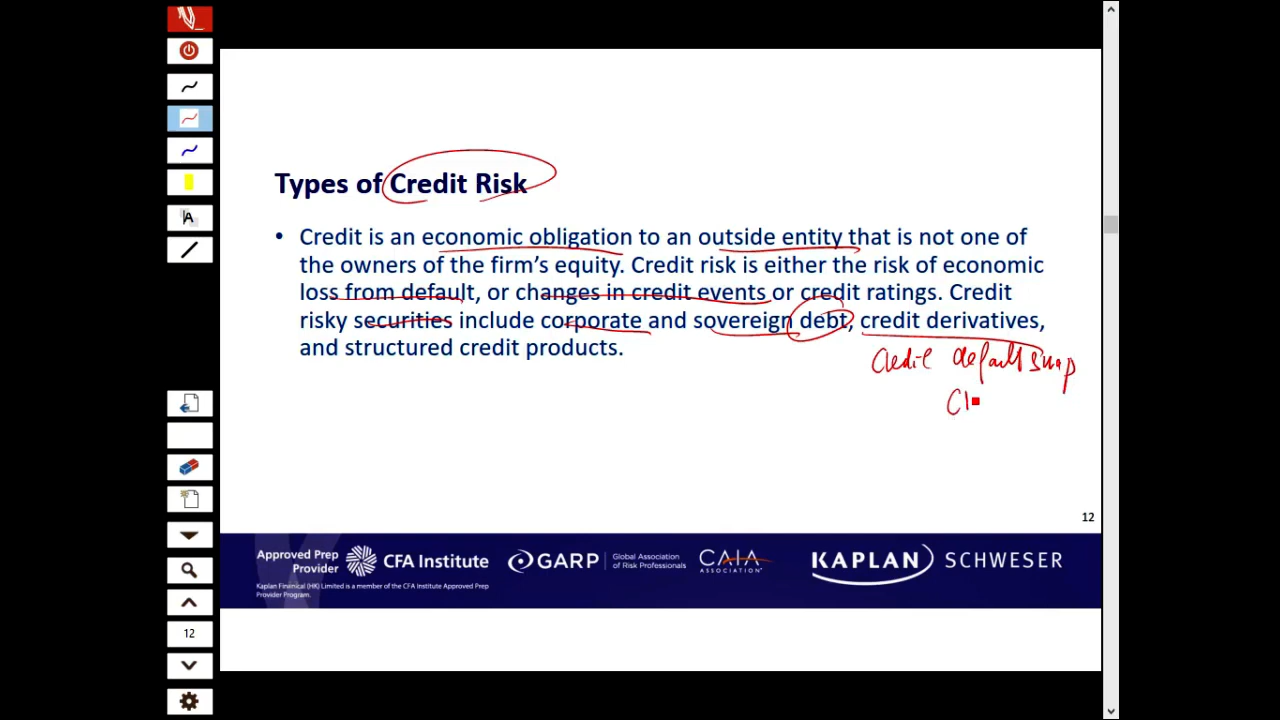 Types of Credit Risk
• Credit is an economic obligation to an outside entity that is not one of
the owners of the firm's equity. Credit risk is either the risk of economic
loss from default, or changes in credit events or credit ratings. Credit
risky securities include corporate and sovereign debt, credit derivatives,
and structured credit products.
Credit default swap
12
Approved Prep
Provider
CFA Institute
Kaplan Financial (HK) Limited is a member of the CFA Institute Approved Prep
Provider Program.
GARP
Global Association
of Risk Professionals
CAIA
ASSOCIATION
KAPLAN SCHWESER
A
12